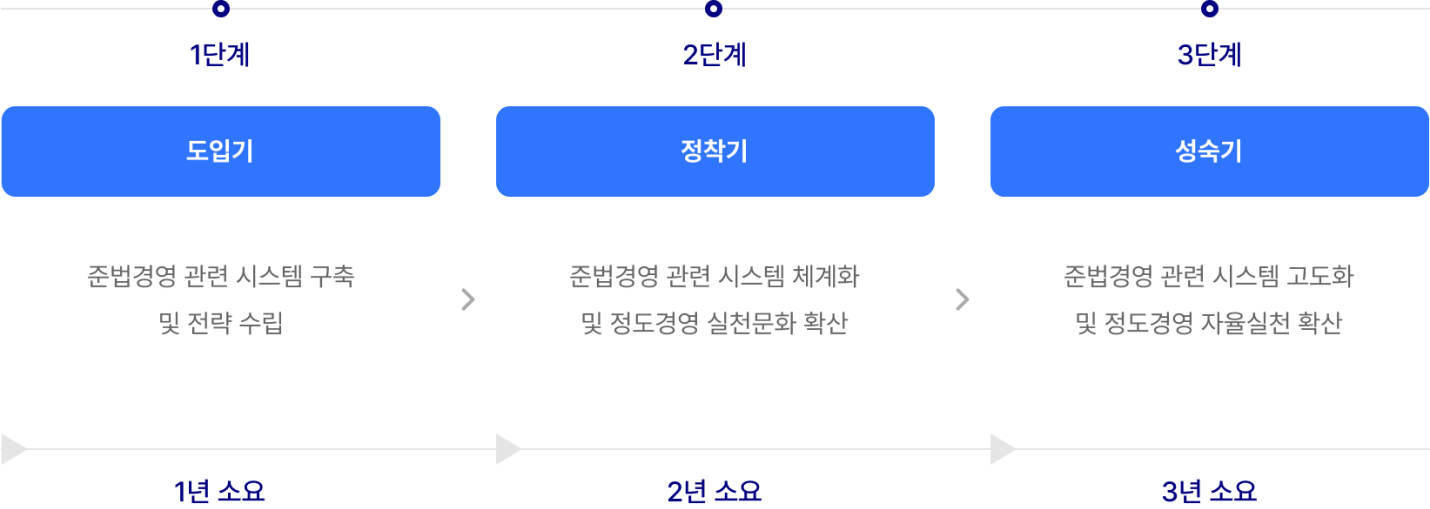 1단계
2단계
3단계
도입기
정착기
성숙기
준법경영 관련 시스템 구축
및 전략 수립
준법경영 관련 시스템 체계화
및 정도경영 실천문화 확산
준법경영 관련 시스템 고도화
및 정도경영 자율실천 확산
1년 소요
2년 소요
3년 소요